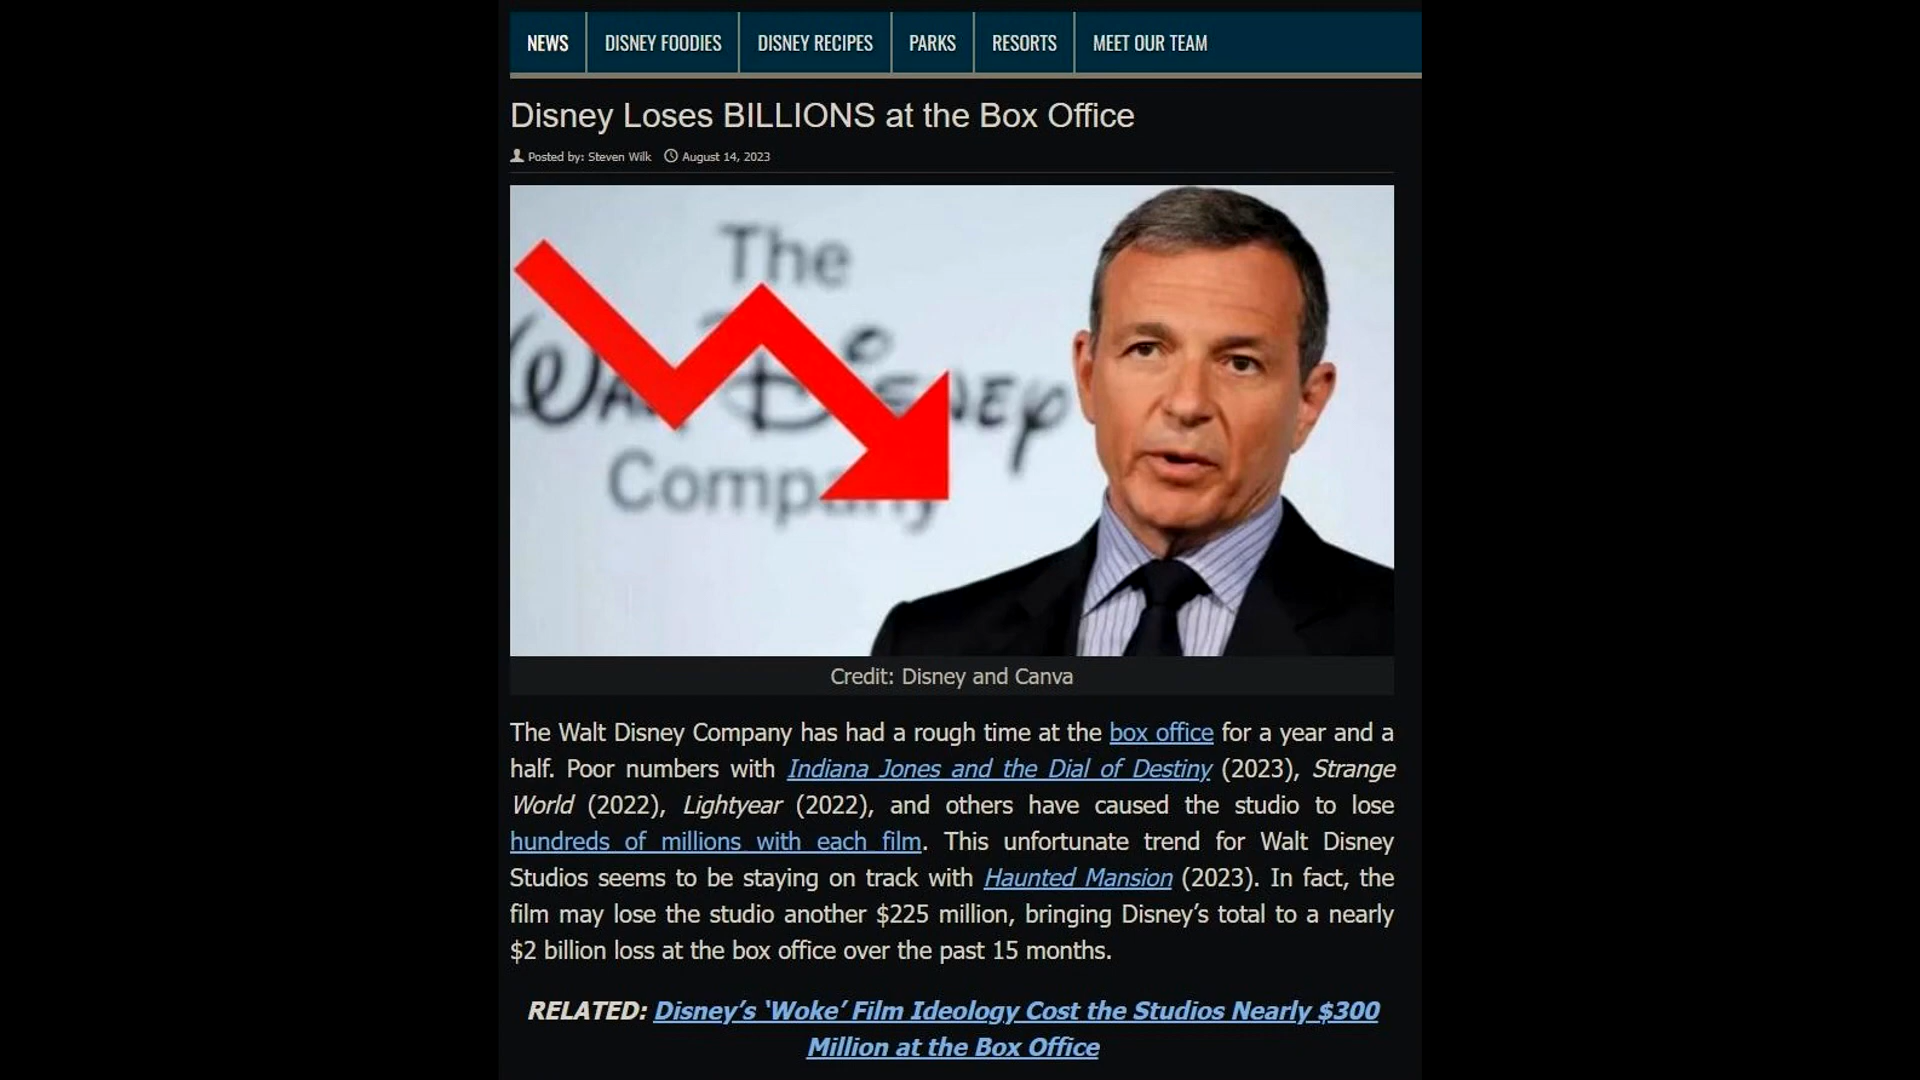 NEWS DISNEY FOODIES DISNEY RECIPES PARKS RESORTS MEET OUR TEAM
Disney Loses BILLIONS at the Box Office
Posted by: Steven Wilk August 14, 2023
The
Walt Disney
Company
Credit: Disney and Canva
The Walt Disney Company has had a rough time at the box office for a year and a
half. Poor numbers with Indiana Jones and the Dial of Destiny (2023), Strange
World (2022), Lightyear (2022), and others have caused the studio to lose
hundreds of millions with each film. This unfortunate trend for Walt Disney
Studios seems to be staying on track with Haunted Mansion (2023). In fact, the
film may lose the studio another $225 million, bringing Disney’s total to a nearly
$2 billion loss at the box office over the past 15 months.
RELATED: Disney’s ‘Woke’ Film Ideology Cost the Studios Nearly $300
Million at the Box Office